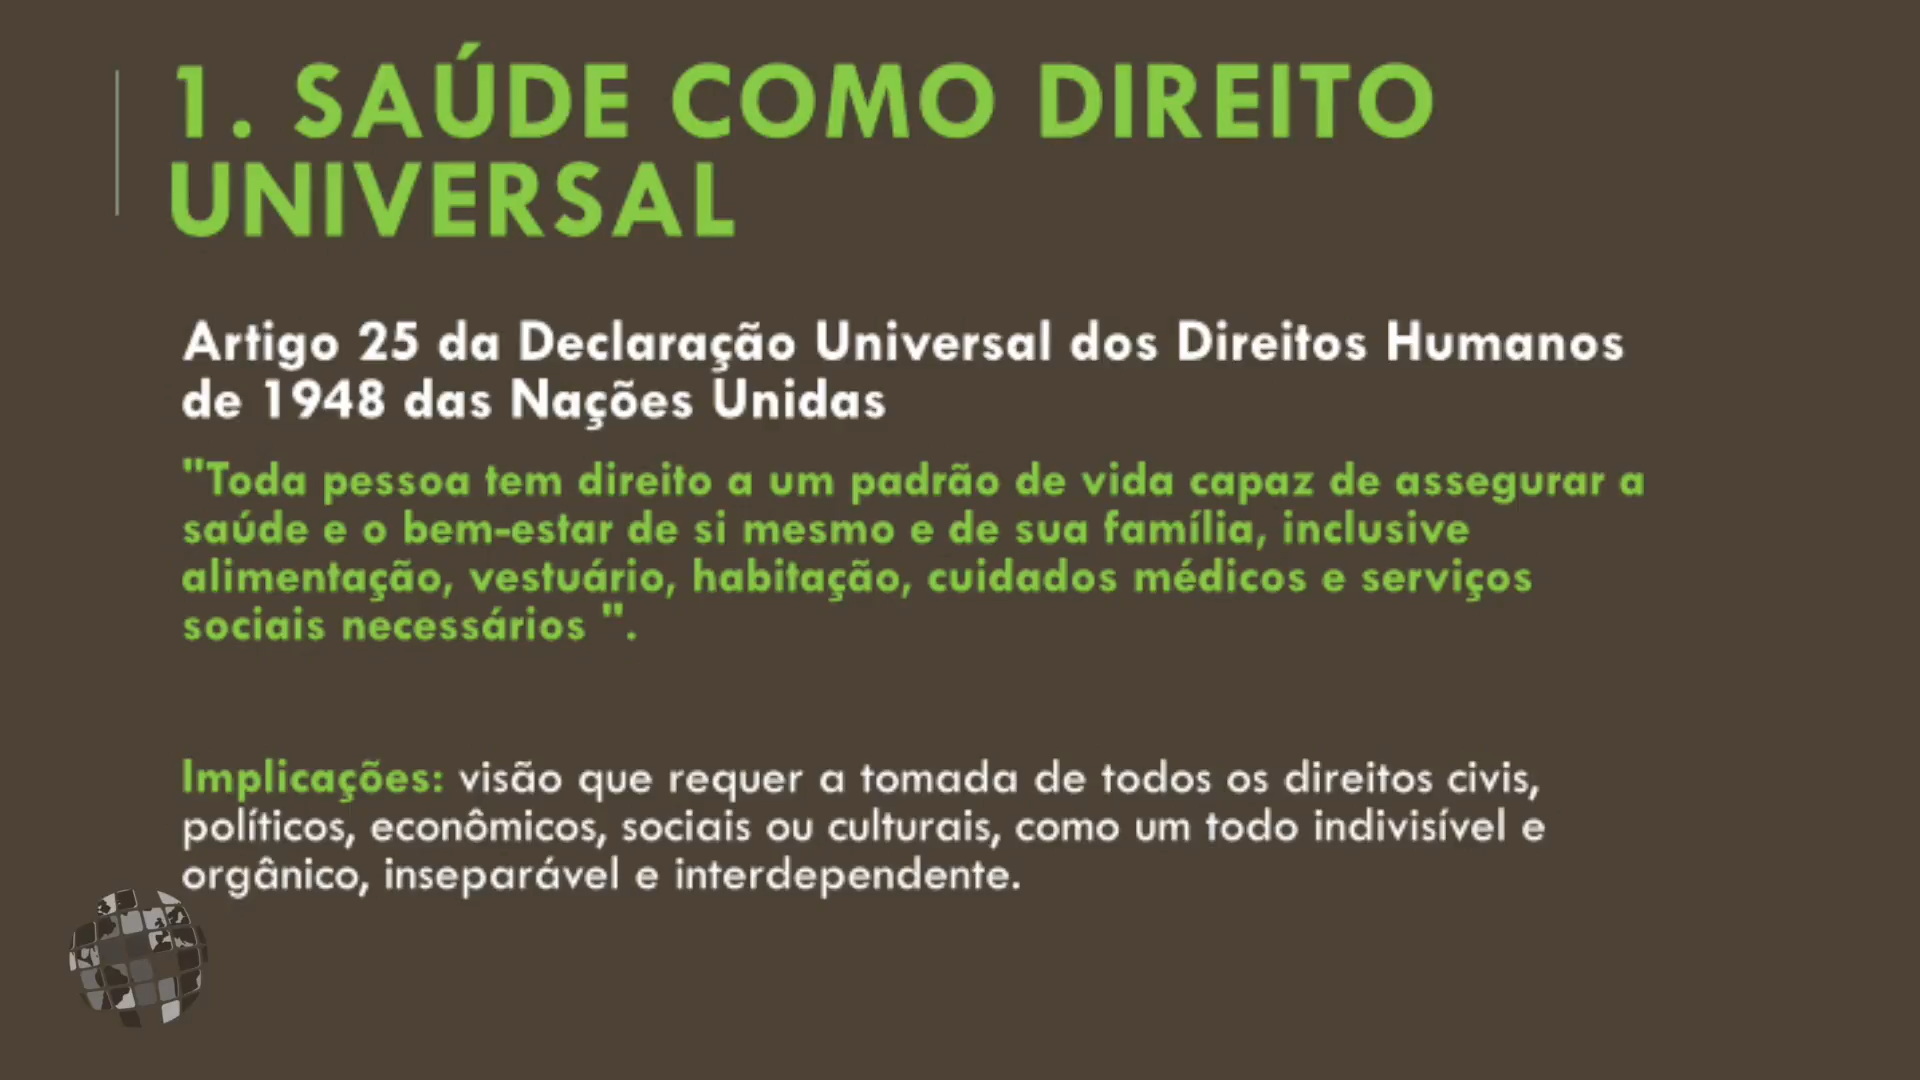 1. SAÚDE COMO DIREITO
UNIVERSAL
Artigo 25 da Declaração Universal dos Direitos Humanos
de 1948 das Nações Unidas
"Toda pessoa tem direito a um padrão de vida capaz de assegurar a
saúde e o bem-estar de si mesmo e de sua família, inclusive
alimentação, vestuário, habitação, cuidados médicos e serviços
sociais necessários ".
Implicações: visão que requer a tomada de todos os direitos civis,
políticos, econômicos, sociais ou culturais, como um todo indivisível e
orgânico, inseparável e interdependente.